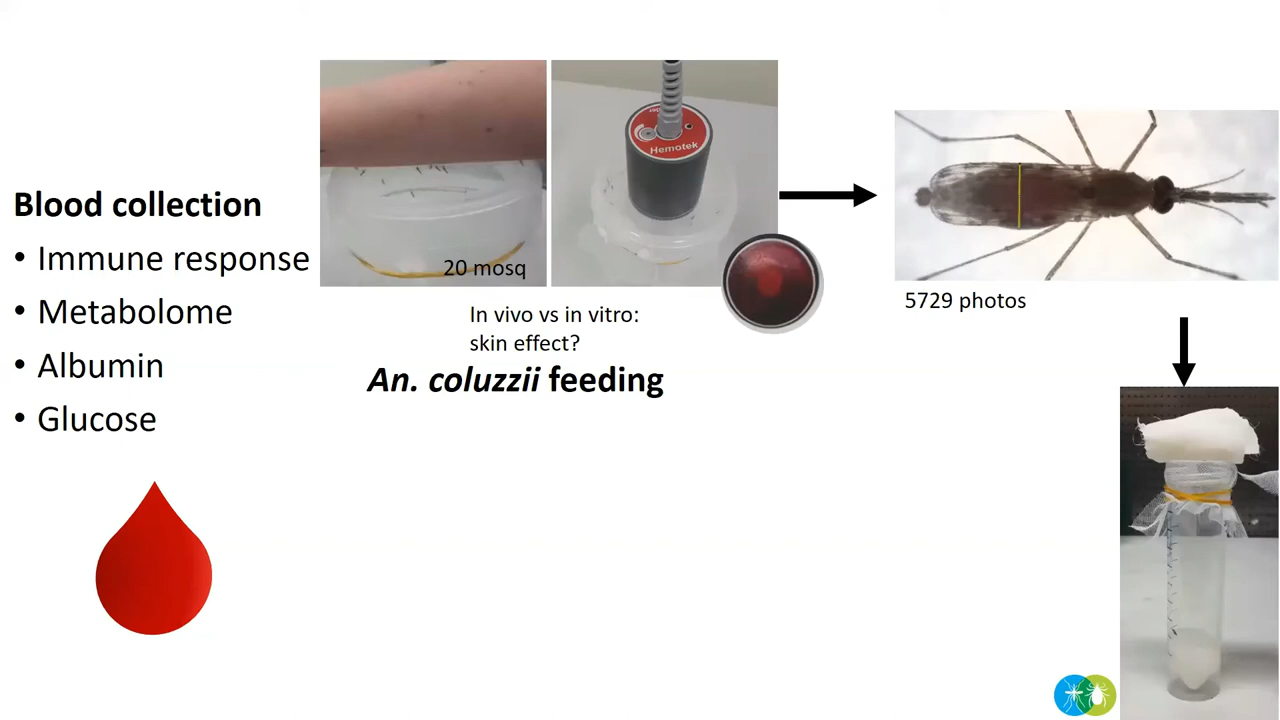 Blood collection
• Immune response
• Metabolome
• Albumin
• Glucose
20 mosq
Hemotek
In vivo vs in vitro:
skin effect?
An. coluzzii feeding
5729 photos